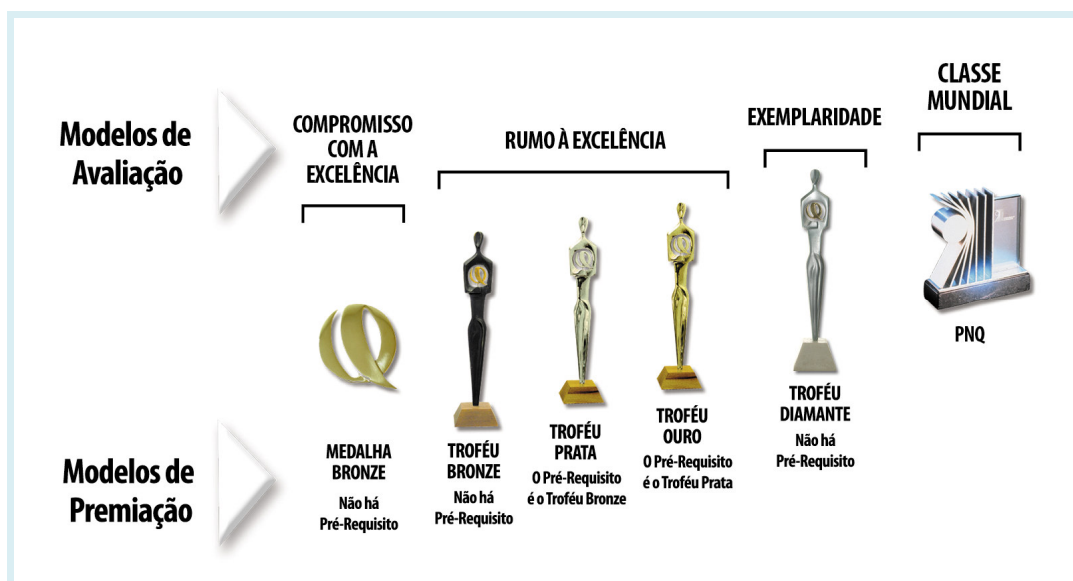 Modelos de
Avaliação
COMPROMISSO
COM A
EXCELÊNCIA
RUMO À EXCELÊNCIA
EXEMPLARIDADE
CLASSE
MUNDIAL
Modelos de
Premiação
MEDALHA
BRONZE
Não há
Pré-Requisito
TROFÉU
BRONZE
Não há
Pré-Requisito
TROFÉU
PRATA
O Pré-Requisito
é o Troféu Bronze
TROFÉU
OURO
O Pré-Requisito
é o Troféu Prata
TROFÉU
DIAMANTE
Não há
Pré-Requisito
PNQ